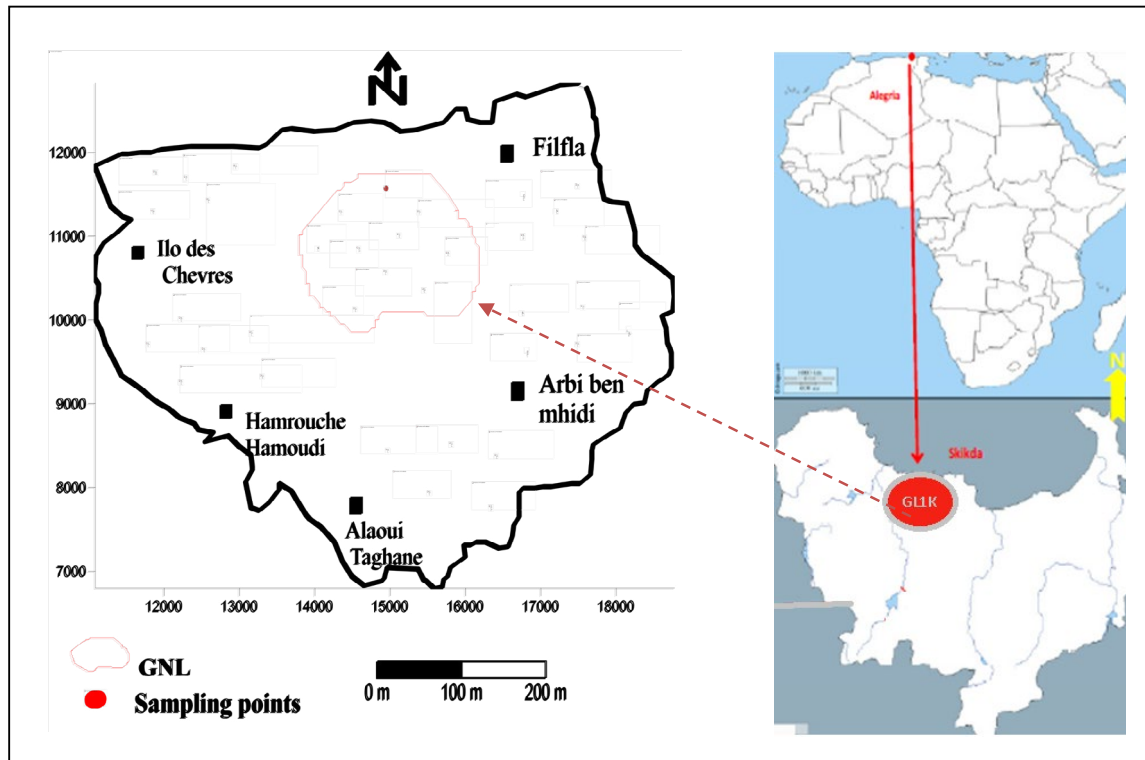 N
12000
11000
10000
9000
8000
7000
Filfla
Ilo des
Chevres
Arbi ben
mhidi
Hamrouche
Hamoudi
Alaoui
Taghane
12000 13000 14000 15000 16000 17000 18000
GNL
Sampling points
0 m 100 m 200 m
Alegria
N
Skikda
GL1K